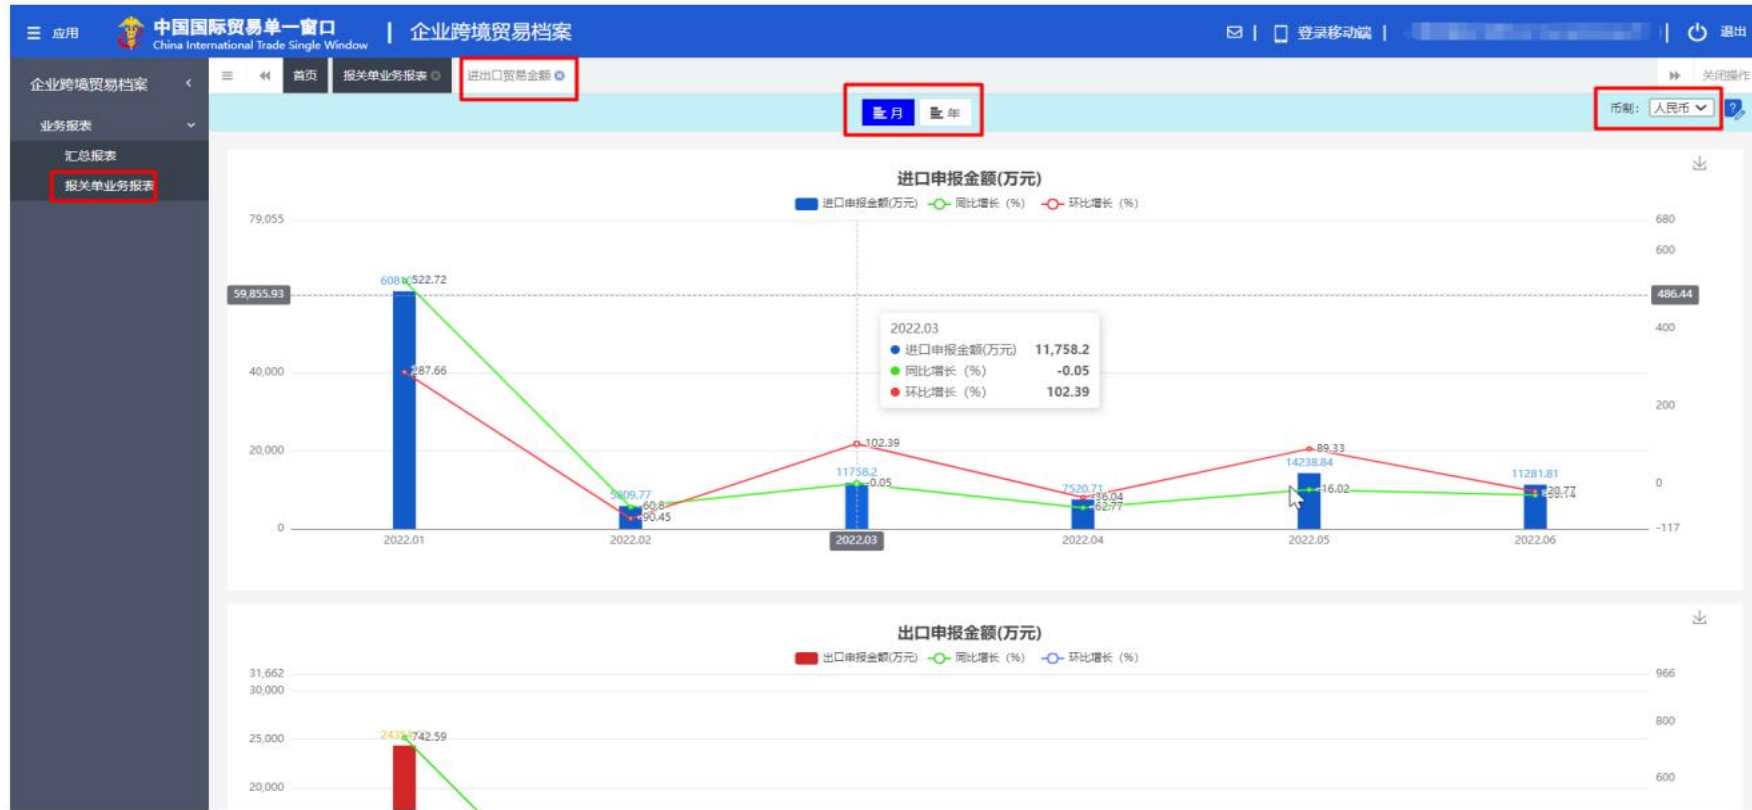 应用
中国国际贸易单一窗口
China International Trade Single Window
企业跨境贸易档案
登录移动端
退出
企业跨境贸易档案
首页
报关单业务报表
进出口贸易金额
关闭操作
业务报表
汇总报表
报关单业务报表
月
年
币制:
人民币
?
进口申报金额(万元)
进口申报金额(万元)
同比增长（%）
环比增长（%）
79,055
680
600
522.72
59,855.93
486.44
2022.03
进口申报金额(万元) 11,758.2
同比增长（%） -0.05
环比增长（%） 102.39
400
40,000
287.66
200
20,000
102.39
89.33
11758.2
-0.05
14238.84
-16.02
7520.71
-36.04
-62.77
11281.81
-20.77
0
-60.8
-90.45
0
-117
2022.01
2022.02
2022.03
2022.04
2022.05
2022.06
出口申报金额(万元)
出口申报金额(万元)
同比增长（%）
环比增长（%）
31,662
966
30,000
800
25,000
742.59
20,000
600